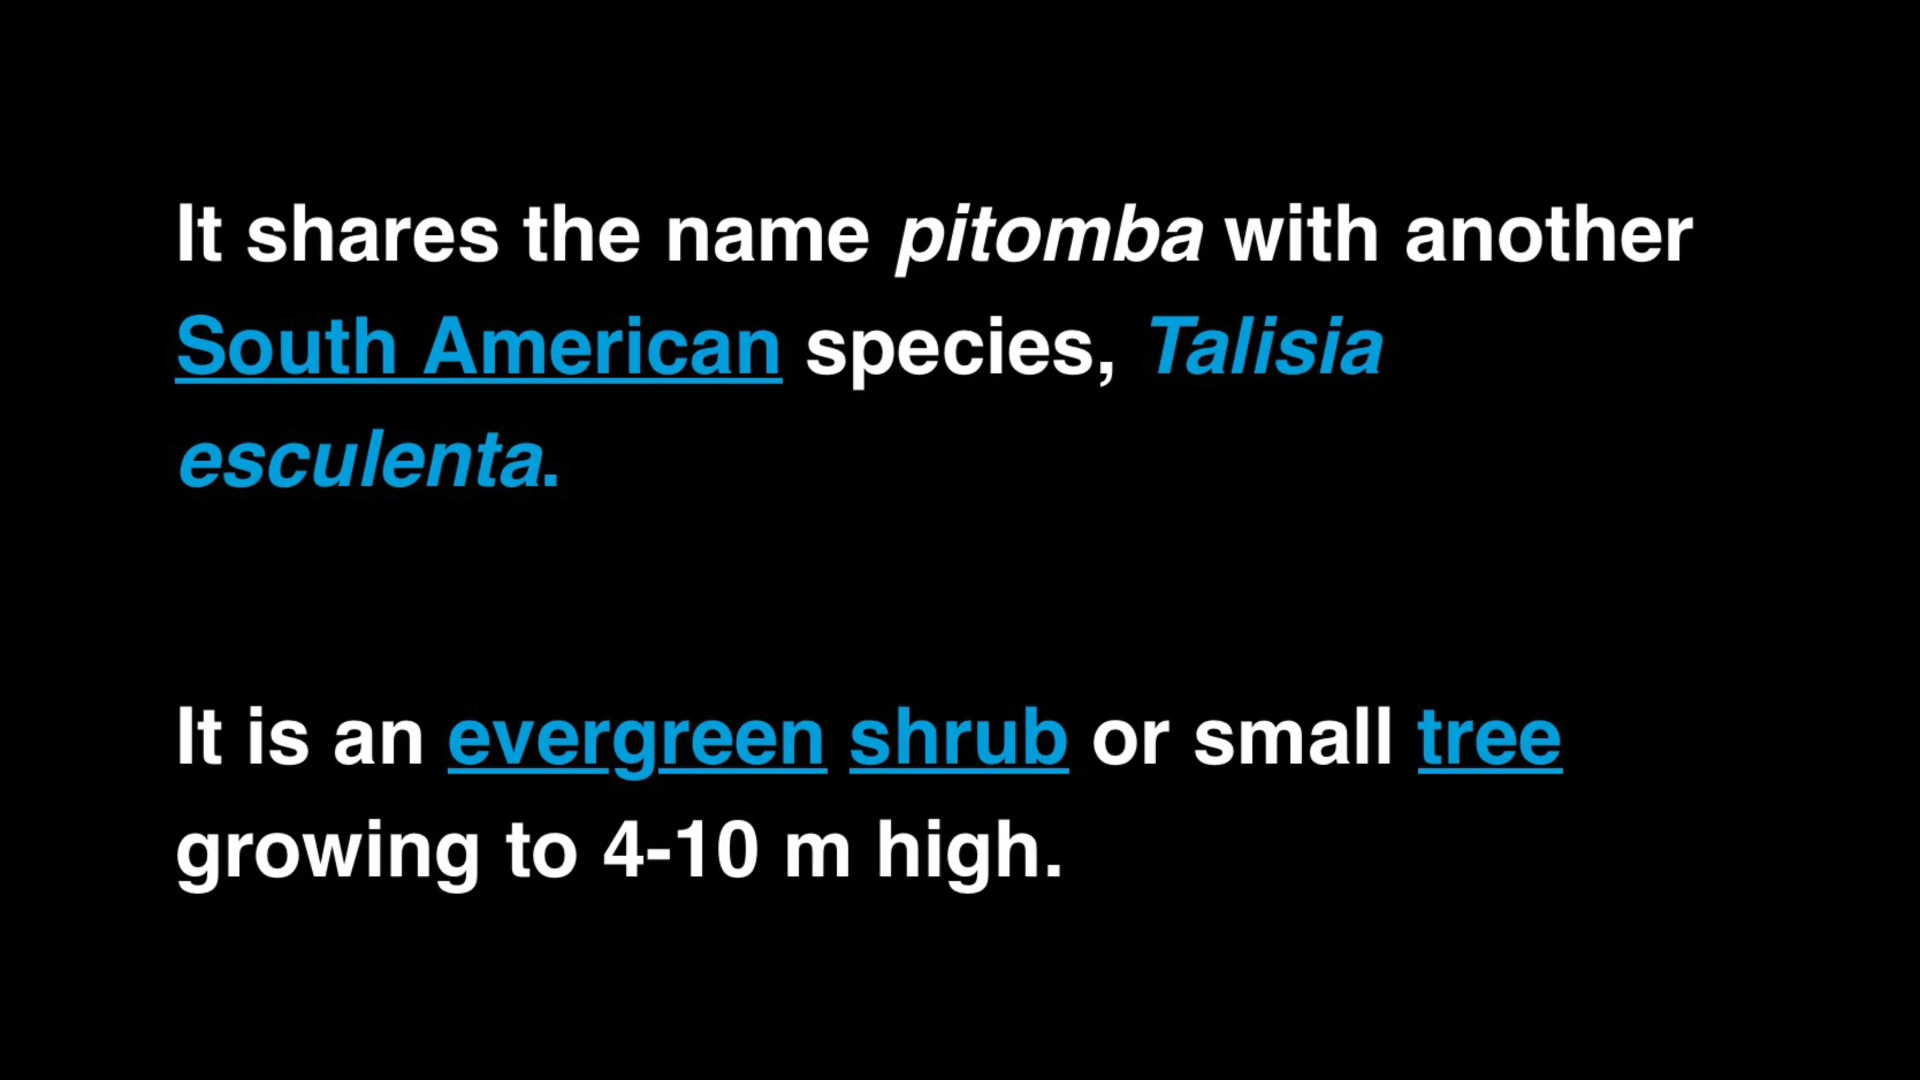 It shares the name pitomba with another
South American species, Talisia
esculenta.
It is an evergreen shrub or small tree
growing to 4-10 m high.